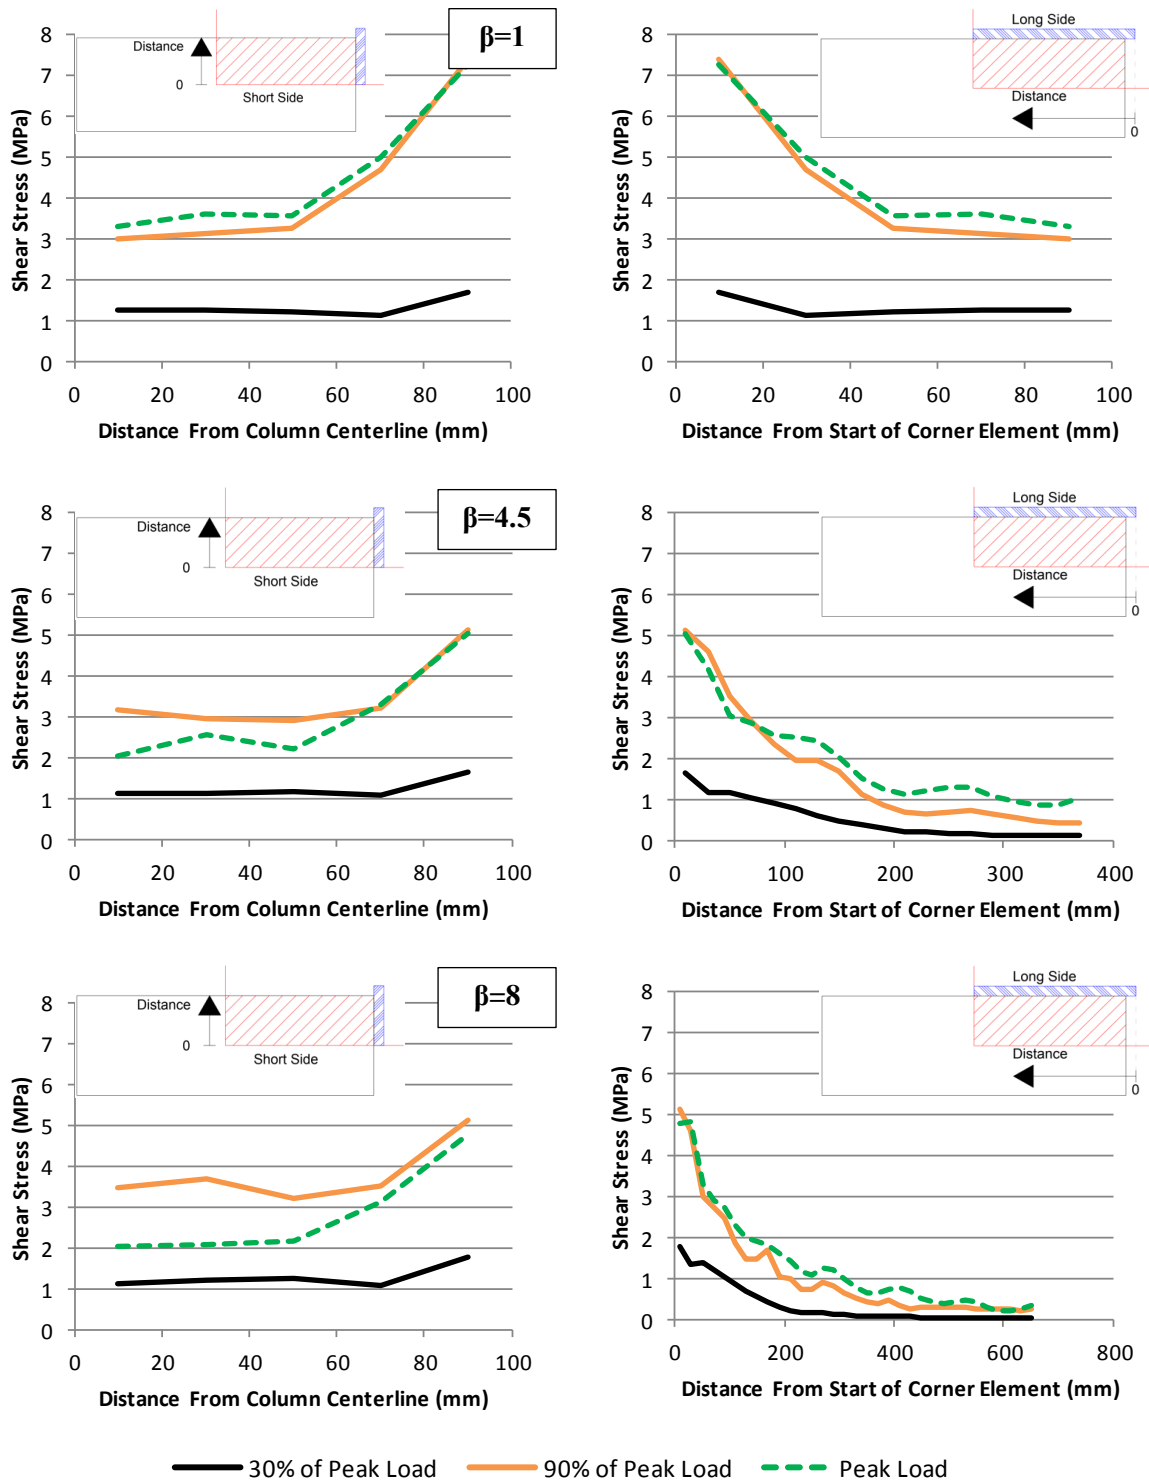 β=1
Distance
0
Short Side
Shear Stress (MPa)
8
7
6
5
4
3
2
1
0
0 20 40 60 80 100
Distance From Column Centerline (mm)
Long Side
Distance
0
Shear Stress (MPa)
8
7
6
5
4
3
2
1
0
0 20 40 60 80 100
Distance From Start of Corner Element (mm)
β=4.5
Distance
0
Short Side
Shear Stress (MPa)
8
7
6
5
4
3
2
1
0
0 20 40 60 80 100
Distance From Column Centerline (mm)
Long Side
Distance
0
Shear Stress (MPa)
8
7
6
5
4
3
2
1
0
0 100 200 300 400
Distance From Start of Corner Element (mm)
β=8
Distance
0
Short Side
Shear Stress (MPa)
8
7
6
5
4
3
2
1
0
0 20 40 60 80 100
Distance From Column Centerline (mm)
Long Side
Distance
0
Shear Stress (MPa)
8
7
6
5
4
3
2
1
0
0 200 400 600 800
Distance From Start of Corner Element (mm)
30% of Peak Load 90% of Peak Load Peak Load